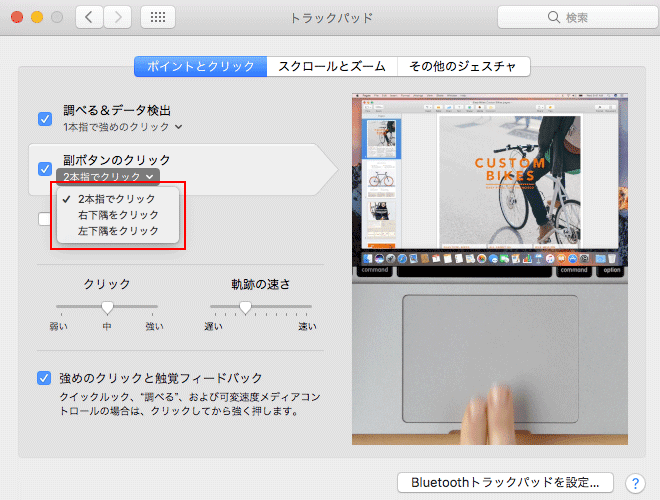 トラックパッド
検索
ポイントとクリック
スクロールとズーム
その他のジェスチャ
調べる＆データ検出
1本指で強めのクリック
副ボタンのクリック
2本指でクリック
2本指でクリック
右下隅をクリック
左下隅をクリック
クリック
軌跡の速さ
弱い
中
強い
遅い
速い
強めのクリックと触覚フィードバック
クイックルック、“調べる”、および可変速度メディアコン
トロールの場合は、クリックしてから強く押します。
CUSTOM
BIKES
command
command
option
Bluetoothトラックパッドを設定...
?